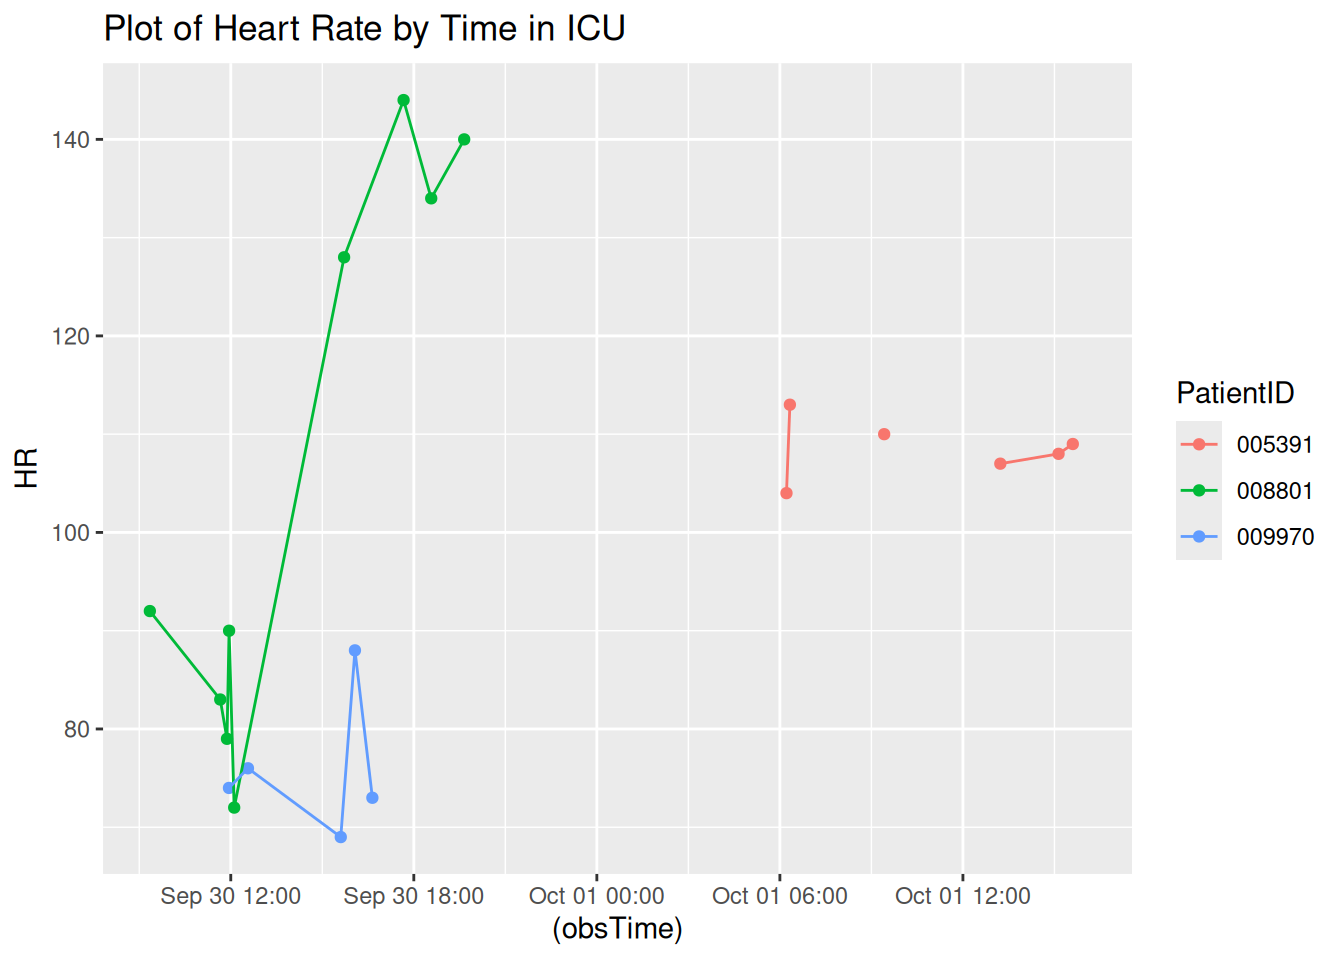 Plot of Heart Rate by Time in ICU
140
120
100
80
HR
Sep 30 12:00
Sep 30 18:00
Oct 01 00:00
Oct 01 06:00
Oct 01 12:00
(obsTime)
PatientID
005391
008801
009970